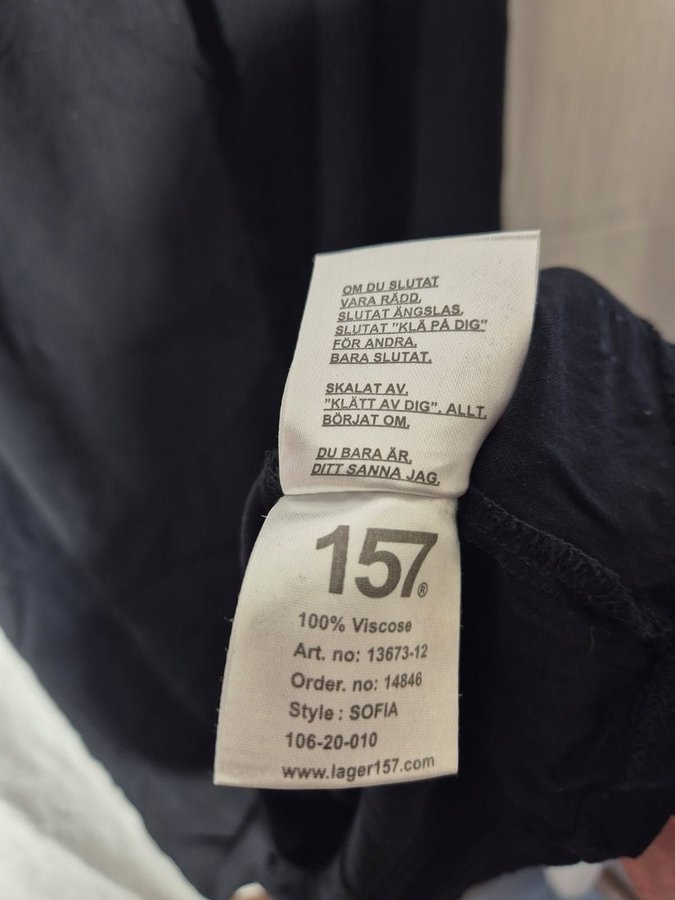 OM DU SLUTAT
VARA RÄDD,
SLUTAT ÄNGSLAS,
SLUTAT "KLÄ PÅ DIG"
FÖR ANDRA,
BARA SLUTAT.
SKALAT AV,
"KLÄTT AV DIG", ALLT,
BÖRJAT OM,
DU BARA ÄR,
DITT SANNA JAG.
157®
100% Viscose
Art. no: 13673-12
Order. no: 14846
Style : SOFIA
106-20-010
www.lager157.com